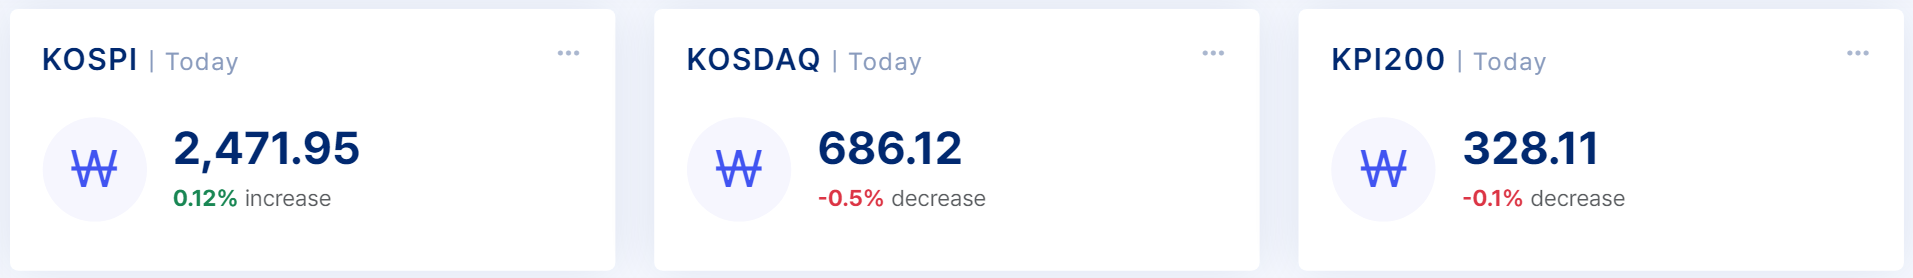 KOSPI | Today
₩
2,471.95
0.12% increase
KOSDAQ | Today
₩
686.12
-0.5% decrease
KPI200 | Today
₩
328.11
-0.1% decrease